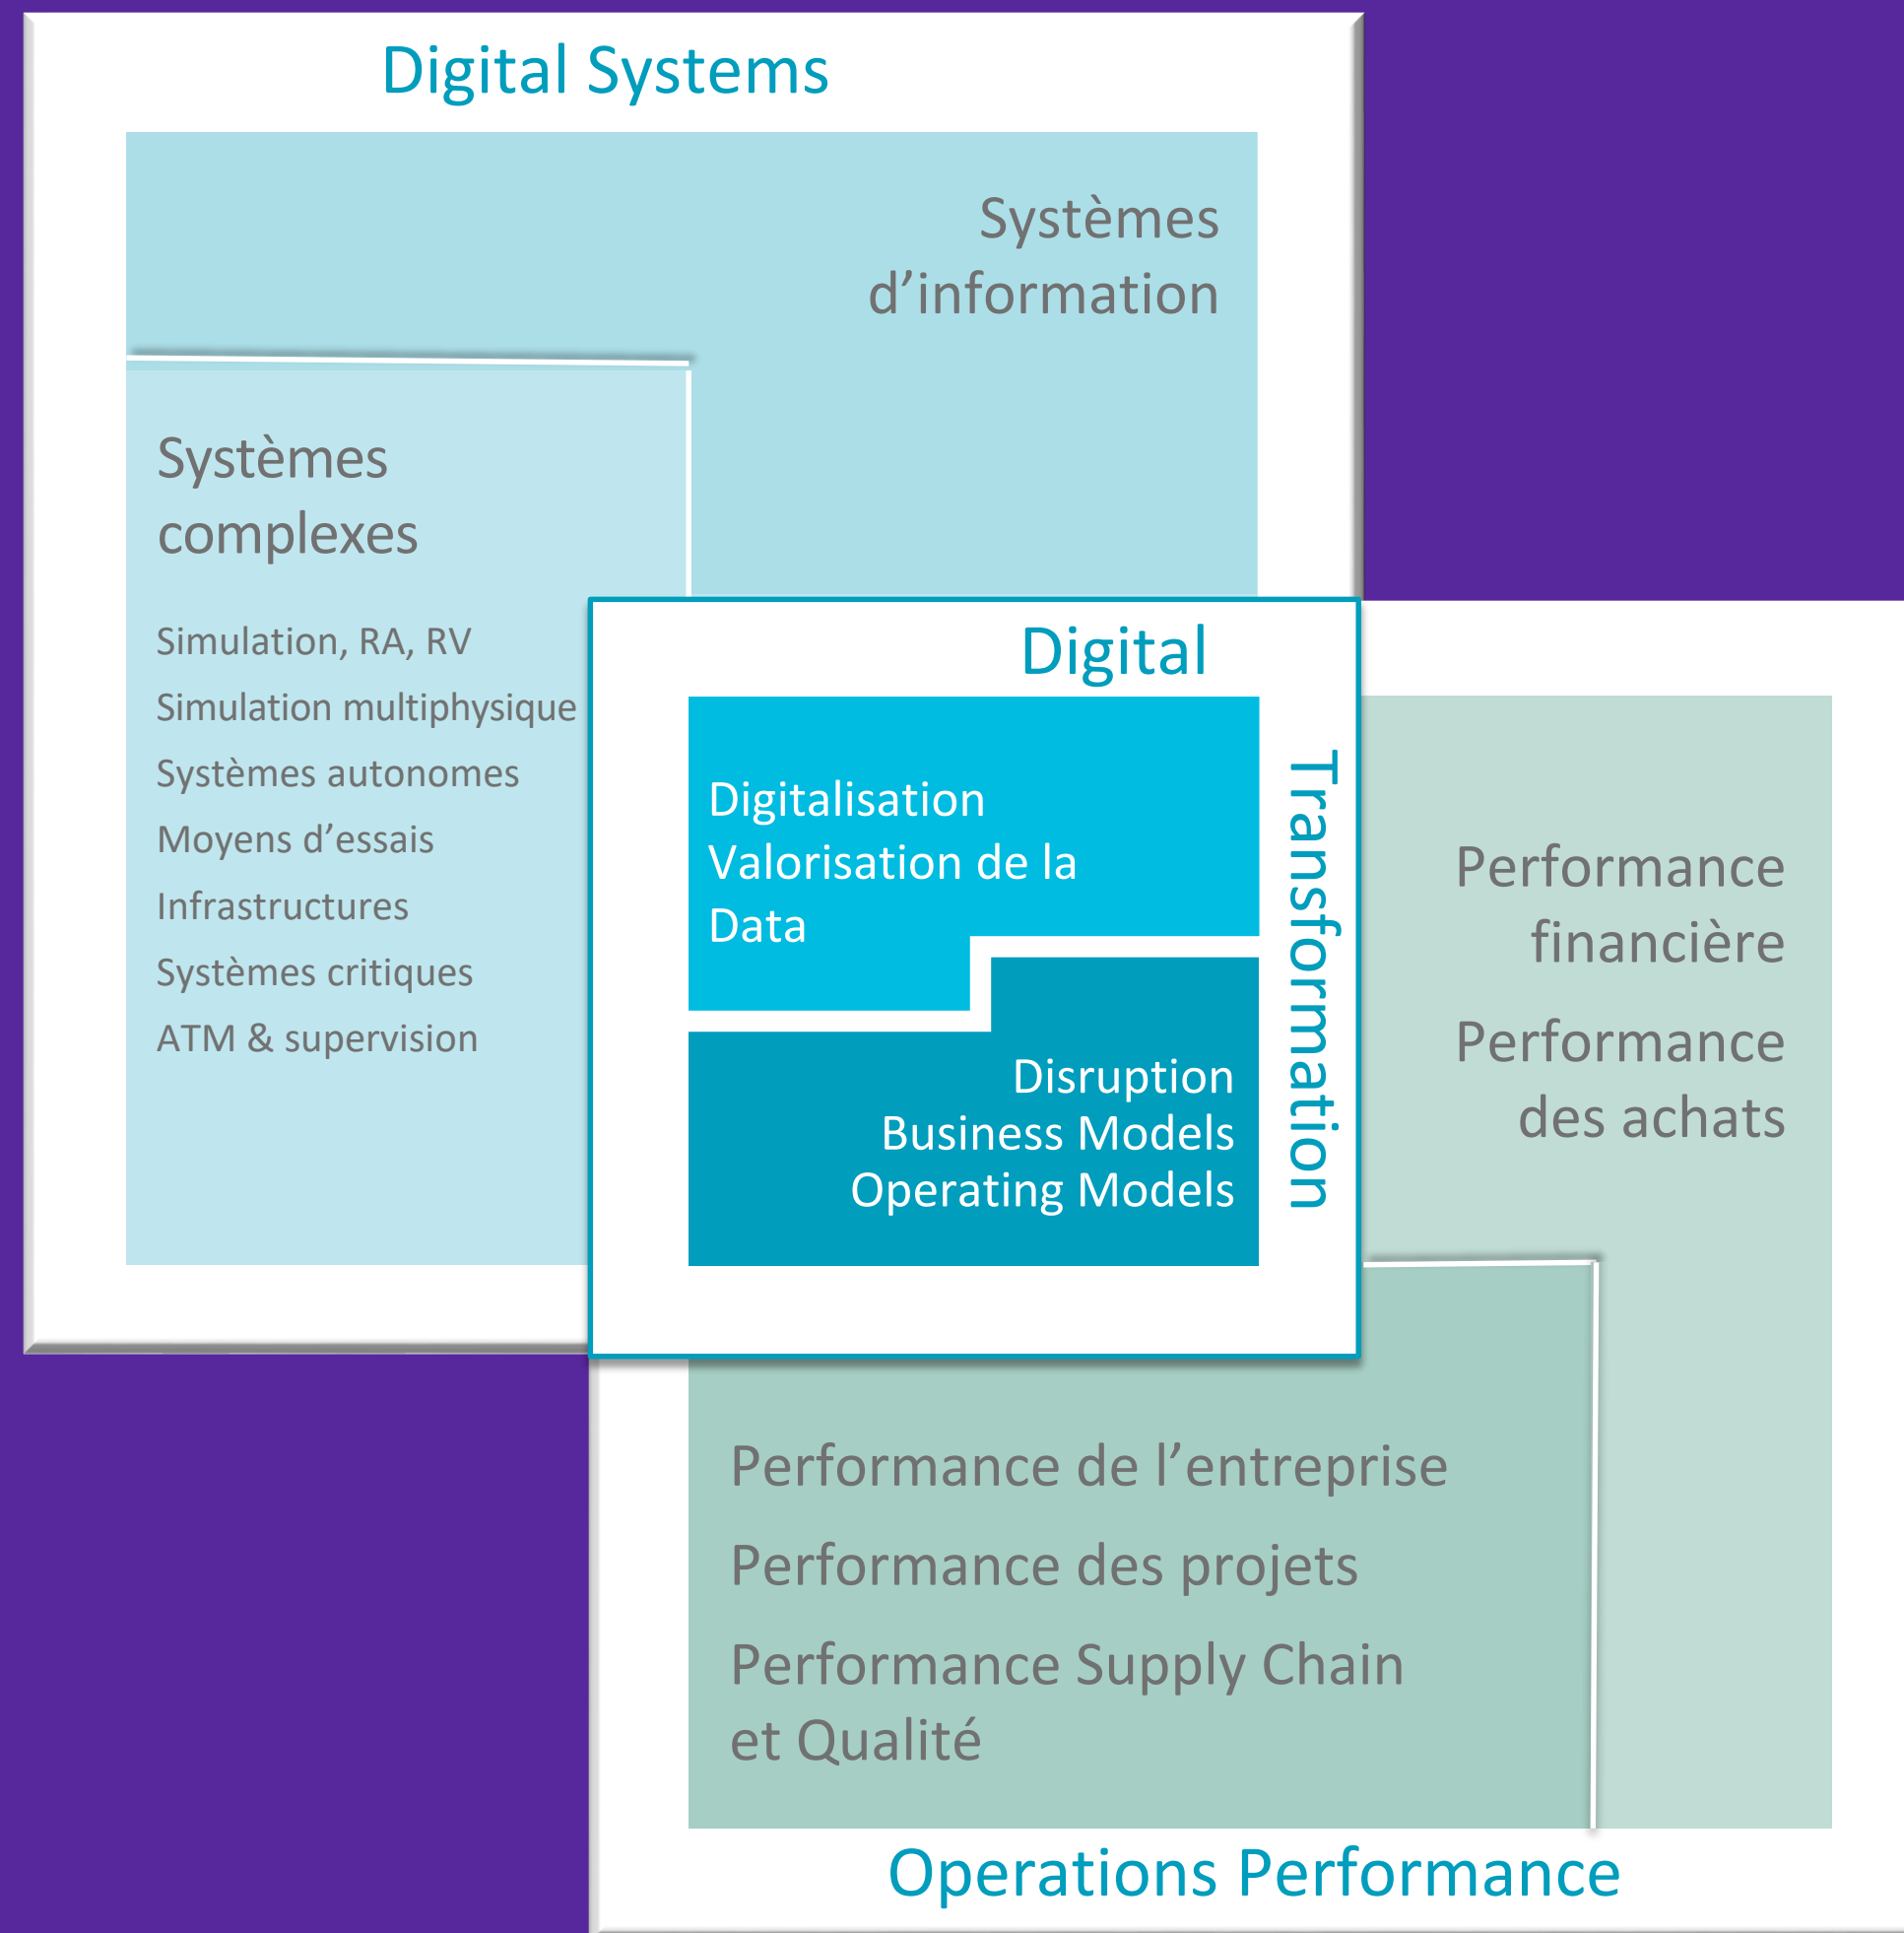 Digital Systems
Systèmes
d’information
Systèmes
complexes
Simulation, RA, RV
Simulation multiphysique
Systèmes autonomes
Moyens d’essais
Infrastructures
Systèmes critiques
ATM & supervision
Digital
Transformation
Digitalisation
Valorisation de la
Data
Disruption
Business Models
Operating Models
Performance
financière
Performance
des achats
Performance de l’entreprise
Performance des projets
Performance Supply Chain
et Qualité
Operations Performance